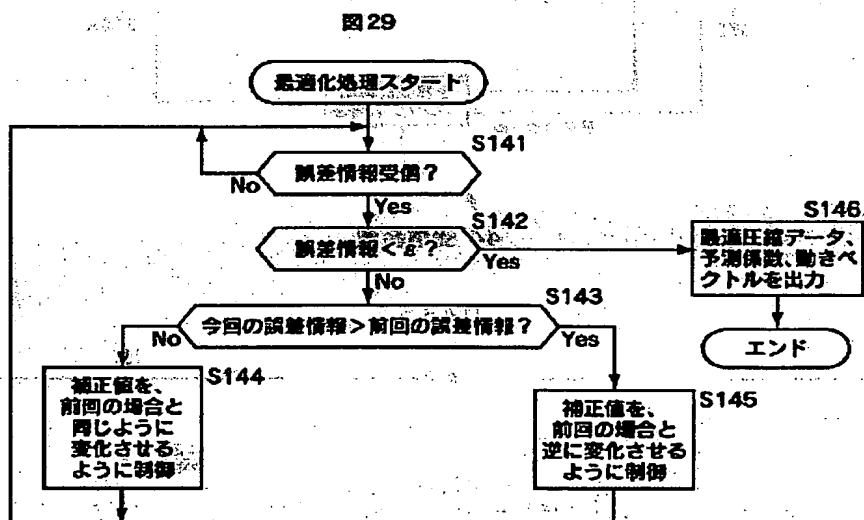 図29
最適化処理スタート
S141
誤差情報受信?
No
Yes
S142
誤差情報<ε?
Yes
No
S146
最適圧縮データ、
予測係数、動きベ
クトルを出力
エンド
S143
今回の誤差情報>前回の誤差情報?
No
Yes
S144
補正値を、
前回の場合と
同じように
変化させる
ように制御
S145
補正値を、
前回の場合と
逆に変化させる
ように制御